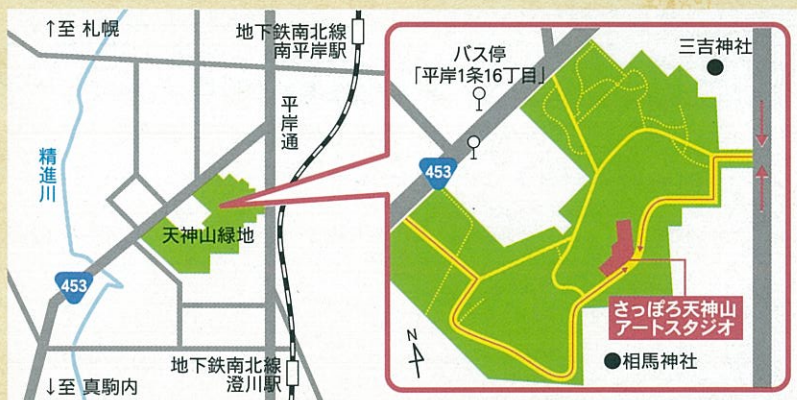 ↑至 札幌
地下鉄南北線
南平岸駅
平岸通
精進川
天神山緑地
453
地下鉄南北線
澄川駅
↓至 真駒内
バス停
「平岸1条16丁目」
三吉神社
453
さっぽろ天神山
アートスタジオ
相馬神社
N